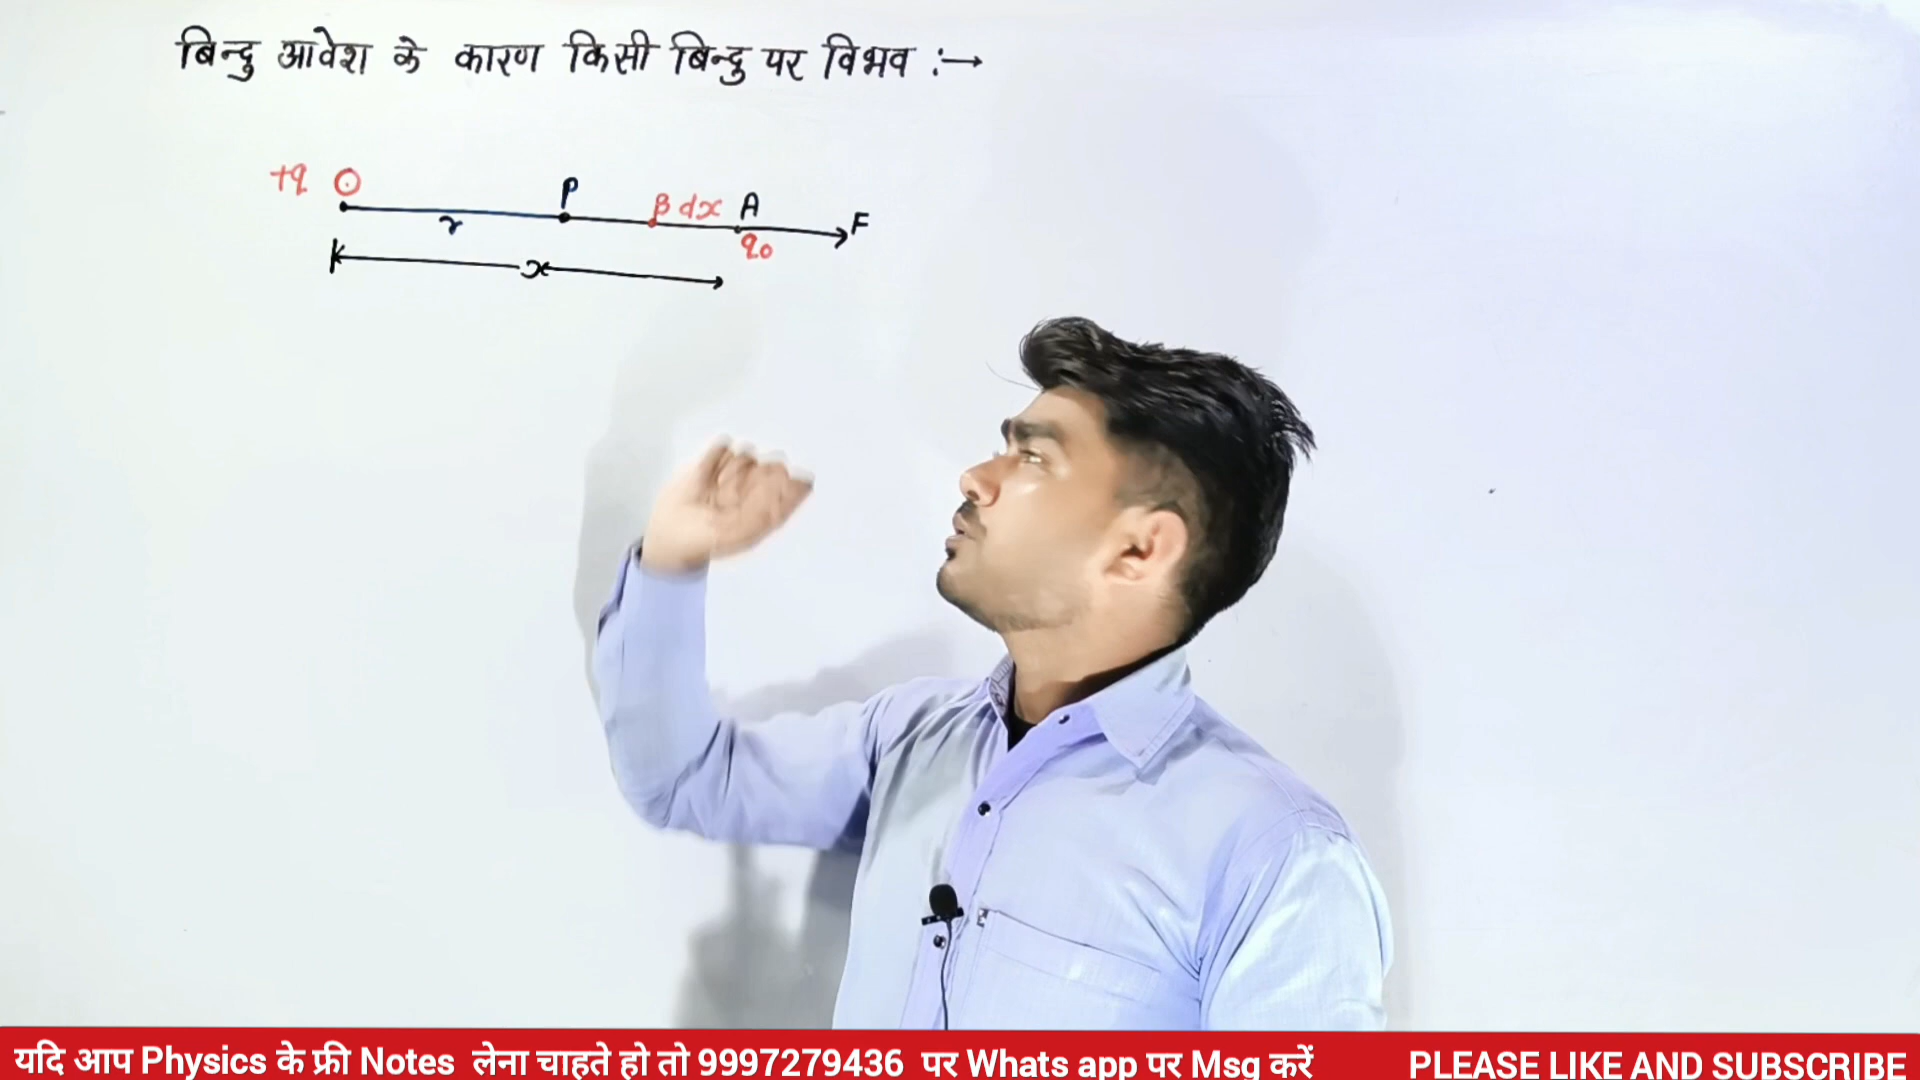 बिन्दु आवेश के कारण किसी बिन्दु पर विभव :→
+q O P B dx A F
r q₀
x
यदि आप Physics के फ्री Notes लेना चाहते हो तो 9997279436 पर Whats app पर Msg करें PLEASE LIKE AND SUBSCRIBE